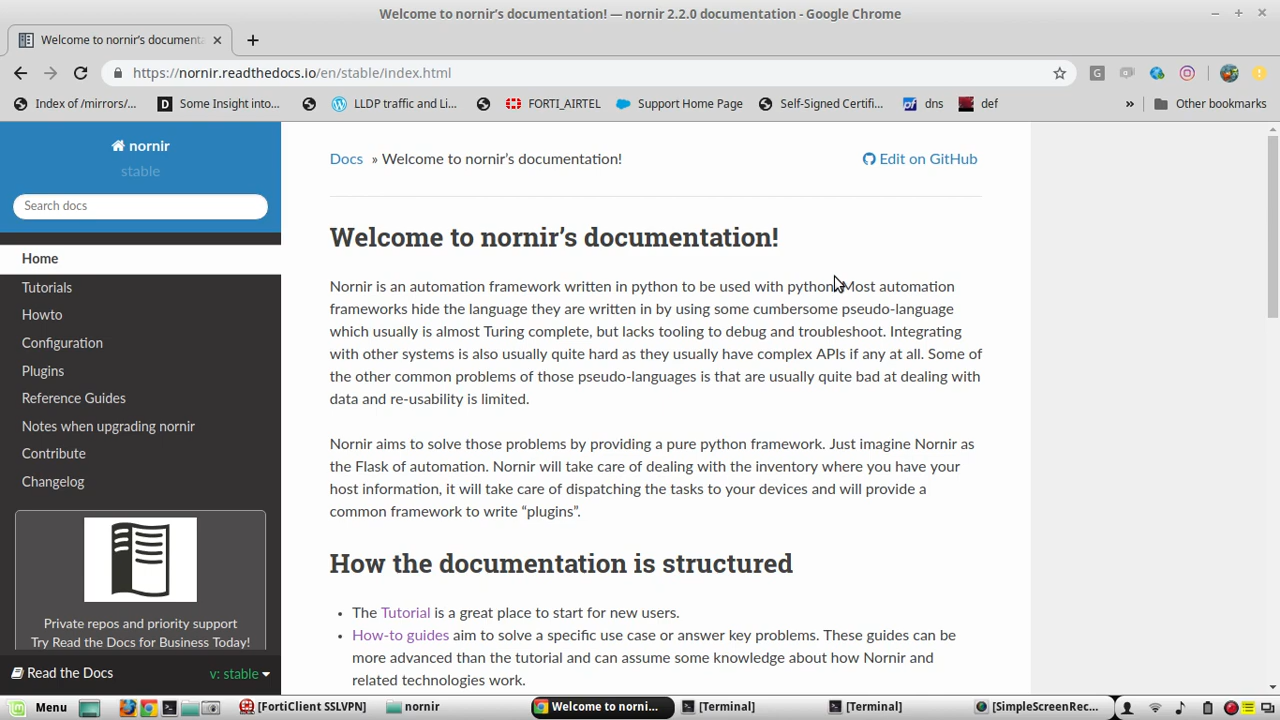 Welcome to nornir's documentation! — nornir 2.2.0 documentation - Google Chrome
Welcome to nornir's documenta
https://nornir.readthedocs.io/en/stable/index.html
Index of /mirrors/...
Some Insight into...
LLDP traffic and Li...
FORTI_AIRTEL
Support Home Page
Self-Signed Certifi...
dns
def
»
Other bookmarks
nornir
stable
Search docs
Home
Tutorials
Howto
Configuration
Plugins
Reference Guides
Notes when upgrading nornir
Contribute
Changelog
Private repos and priority support
Try Read the Docs for Business Today!
Read the Docs
v: stable
Docs » Welcome to nornir’s documentation!
Edit on GitHub
Welcome to nornir’s documentation!
Nornir is an automation framework written in python to be used with python. Most automation
frameworks hide the language they are written in by using some cumbersome pseudo-language
which usually is almost Turing complete, but lacks tooling to debug and troubleshoot. Integrating
with other systems is also usually quite hard as they usually have complex APIs if any at all. Some of
the other common problems of those pseudo-languages is that are usually quite bad at dealing with
data and re-usability is limited.
Nornir aims to solve those problems by providing a pure python framework. Just imagine Nornir as
the Flask of automation. Nornir will take care of dealing with the inventory where you have your
host information, it will take care of dispatching the tasks to your devices and will provide a
common framework to write “plugins”.
How the documentation is structured
• The Tutorial is a great place to start for new users.
• How-to guides aim to solve a specific use case or answer key problems. These guides can be
more advanced than the tutorial and can assume some knowledge about how Nornir and
related technologies work.
Menu
[FortiClient SSLVPN]
nornir
Welcome to norni...
[Terminal]
[Terminal]
[SimpleScreenRec...